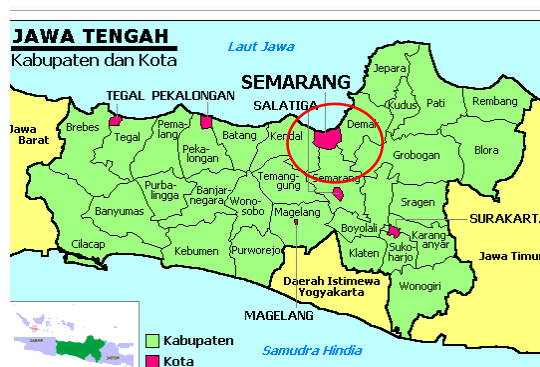 JAWA TENGAH
Kabupaten dan Kota
Laut Jawa
SEMARANG
TEGAL PEKALONGAN
SALATIGA
Jepara
Kudus
Pati
Rembang
Demak
Jawa
Barat
Brebes
Tegal
Pema-
lang
Peka-
longan
Batang
Kendal
Grobogan
Blora
Temang-
gung
Semarang
Purba-
lingga
Banjar-
negara
Wono-
sobo
Magelang
Sragen
Banyumas
SURAKART
Boyolali
Karang-
anyar
Suko-
harjo
Klaten
Cilacap
Kebumen
Purworejo
Jawa Timu
Daerah Istimewa
Yogyakarta
Wonogiri
MAGELANG
Samudra Hindia
Kabupaten
Kota